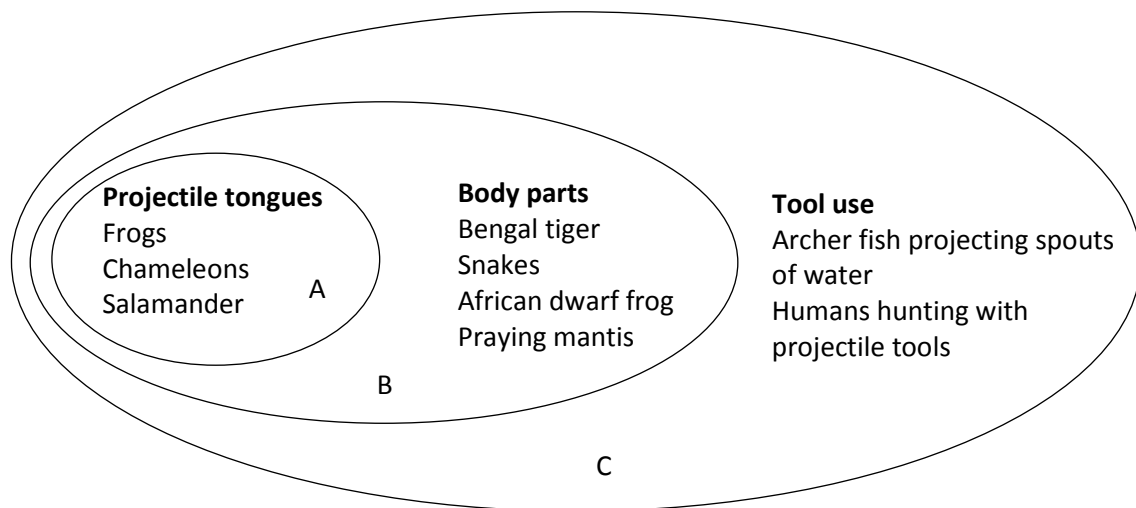 Projectile tongues
Frogs
Chameleons
Salamander
A
Body parts
Bengal tiger
Snakes
African dwarf frog
Praying mantis
B
Tool use
Archer fish projecting spouts
of water
Humans hunting with
projectile tools
C